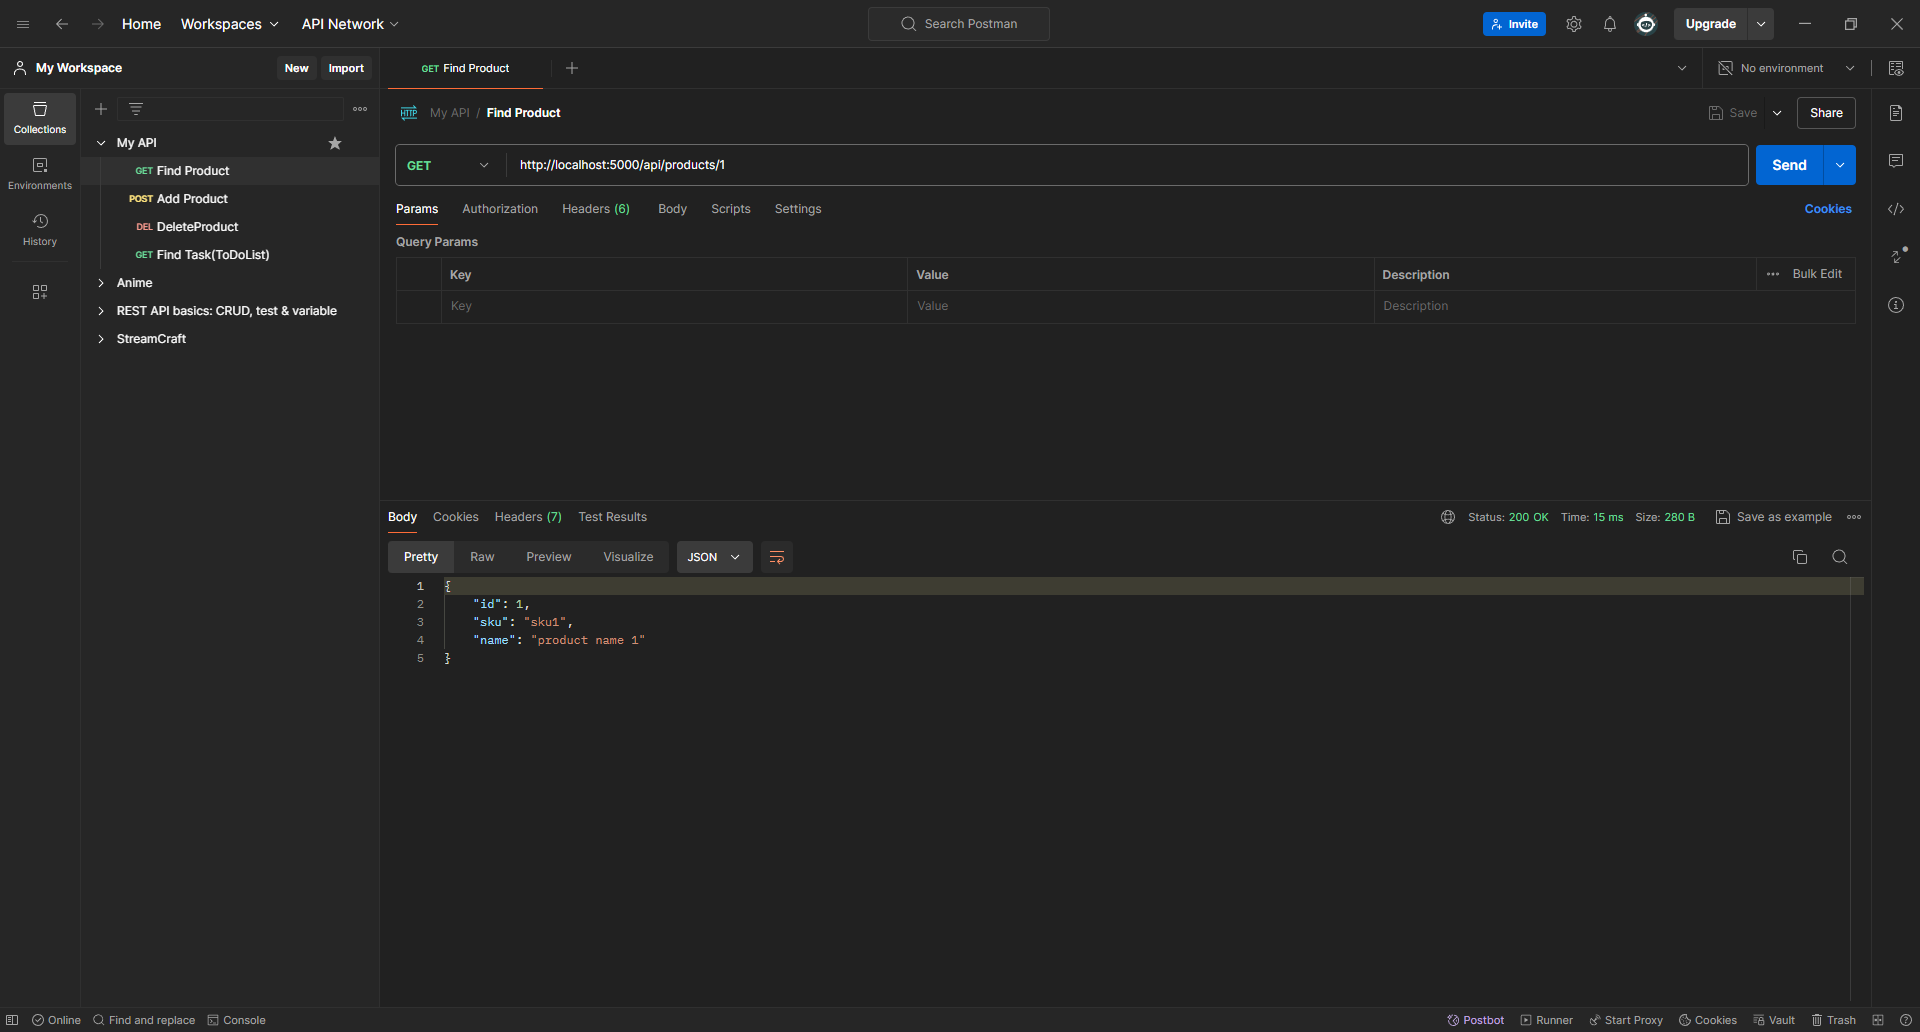 Home
Workspaces
API Network
Search Postman
Invite
Upgrade
My Workspace
New
Import
GET Find Product
No environment
Collections
Environments
History
My API
GET Find Product
POST Add Product
DEL DeleteProduct
GET Find Task(ToDoList)
Anime
REST API basics: CRUD, test & variable
StreamCraft
HTTP My API / Find Product
Save
Share
GET http://localhost:5000/api/products/1
Send
Params Authorization Headers (6) Body Scripts Settings
Cookies
Query Params
Key Value Description Bulk Edit
Key Value Description
Body Cookies Headers (7) Test Results
Status: 200 OK Time: 15 ms Size: 280 B Save as example
Pretty Raw Preview Visualize JSON
1 {
2 "id": 1,
3 "sku": "sku1",
4 "name": "product name 1"
5 }
Online Find and replace Console
Postbot Runner Start Proxy Cookies Vault Trash